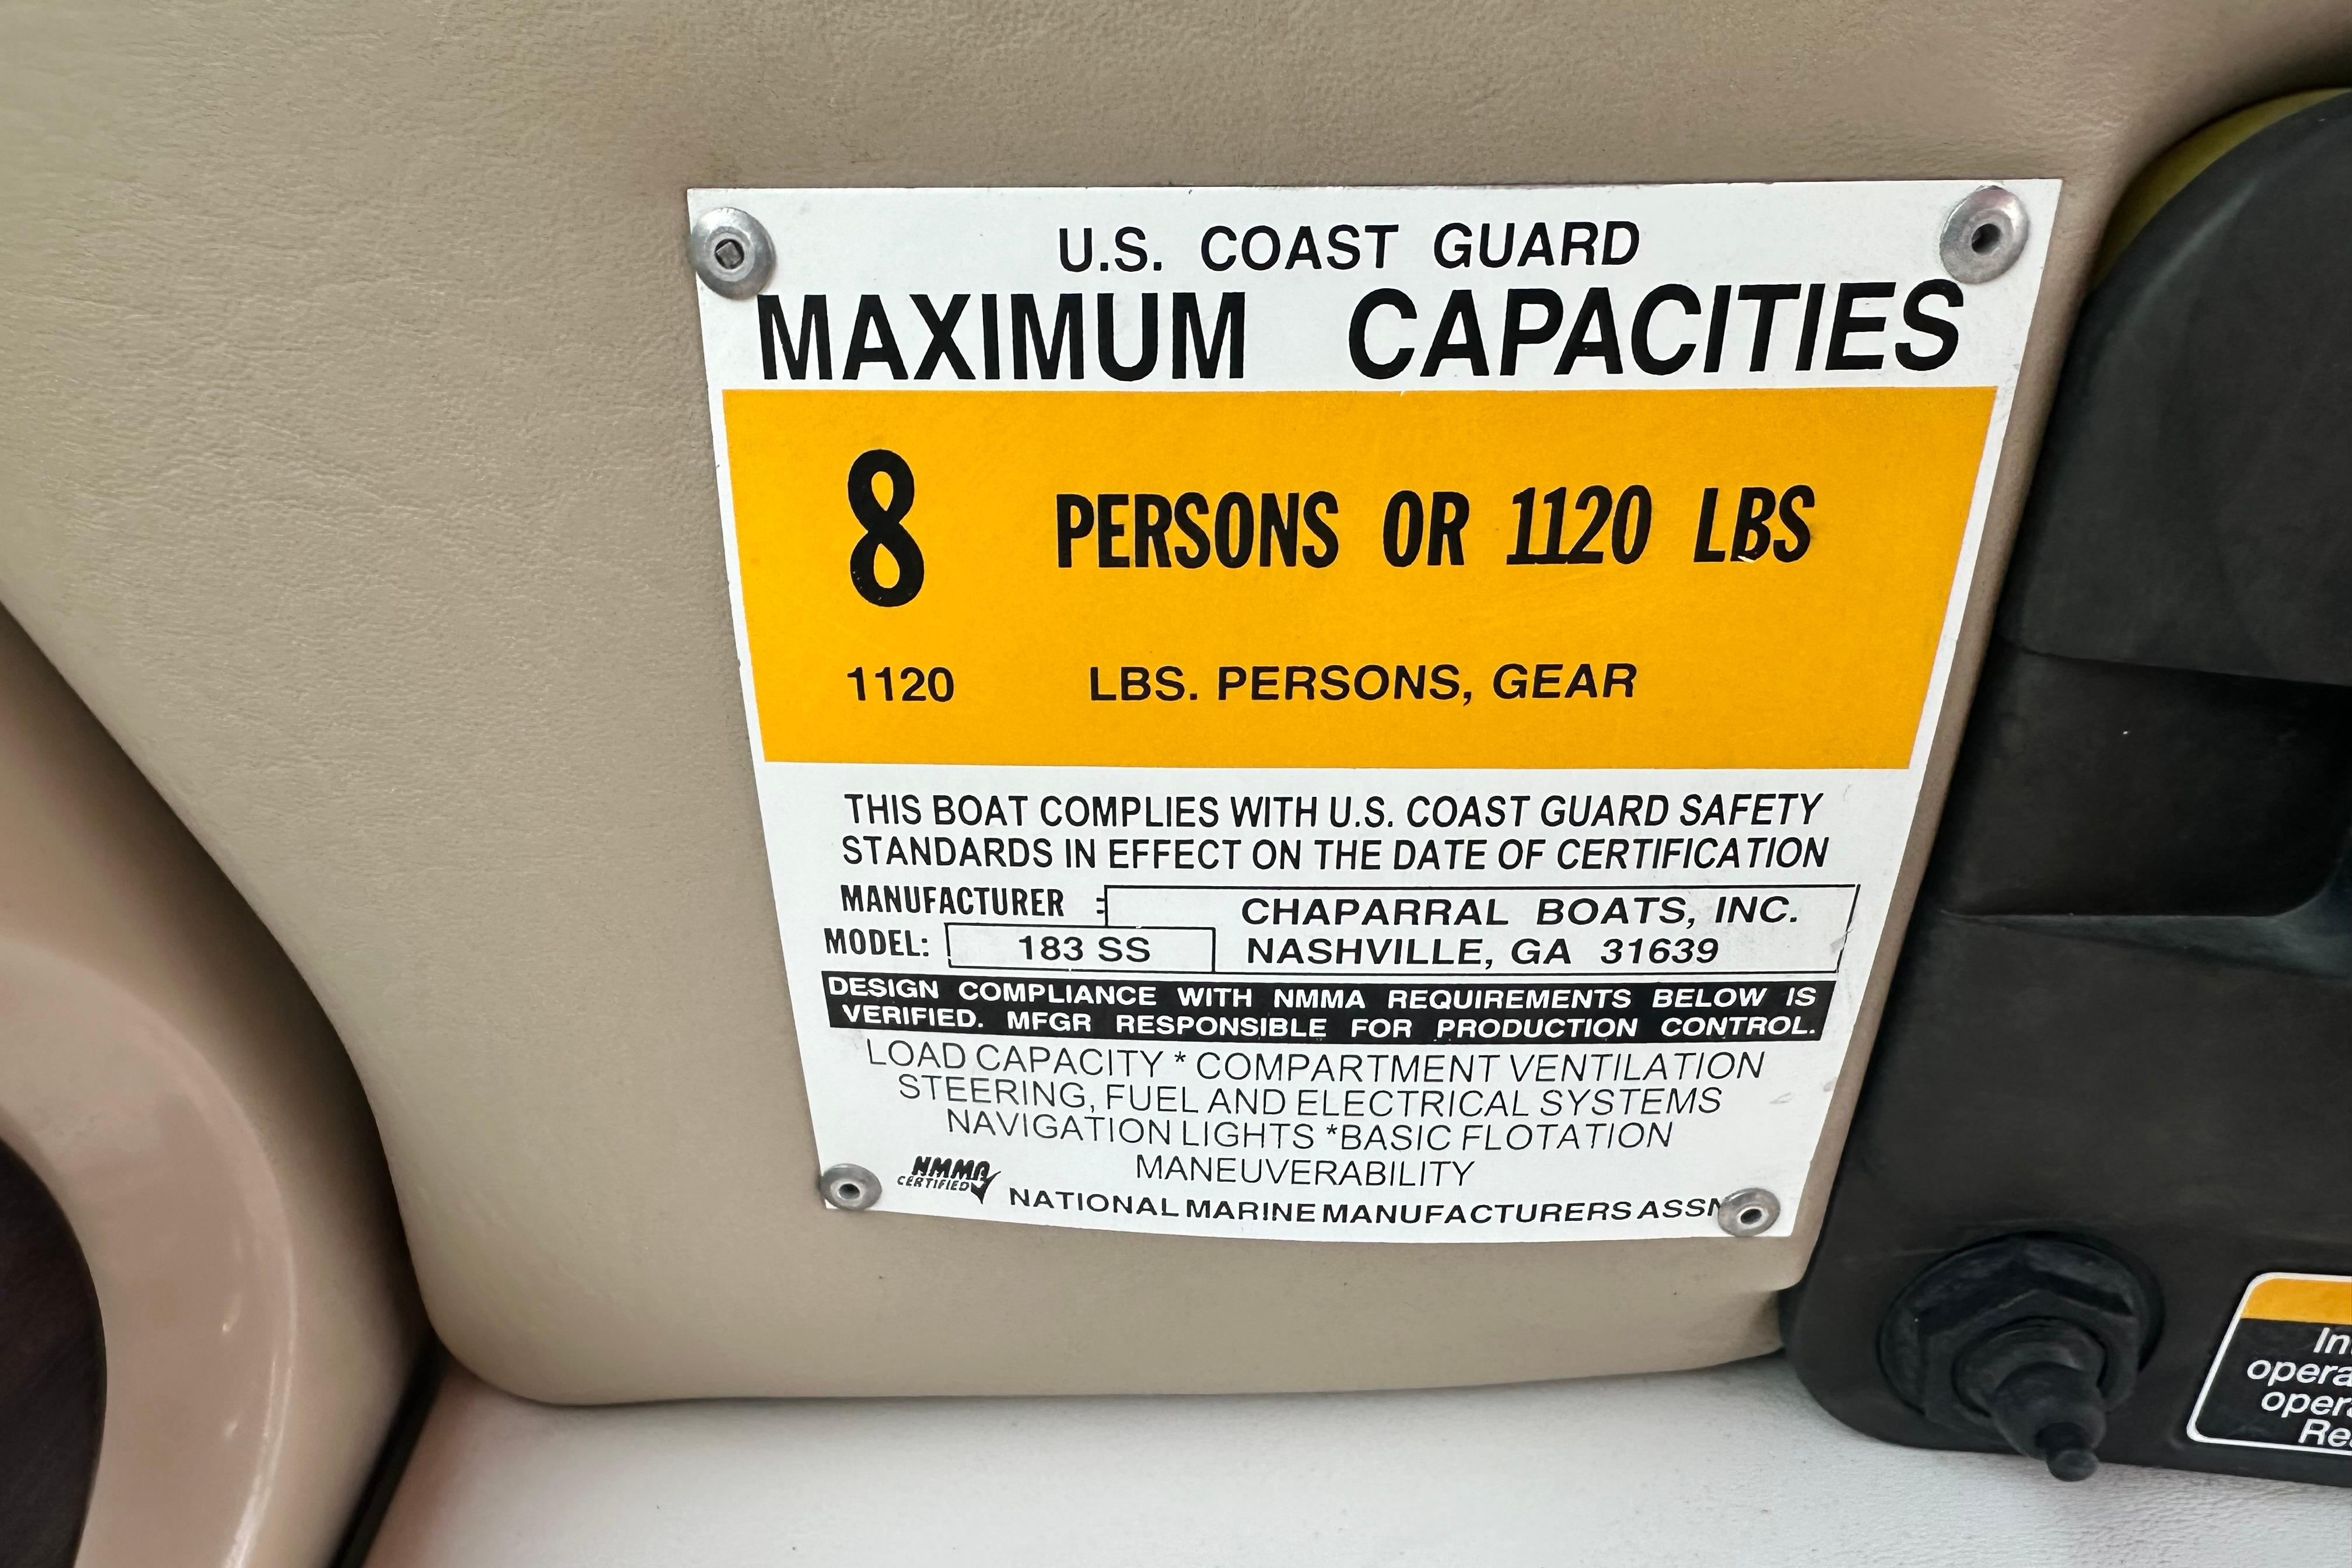 U.S. COAST GUARD
MAXIMUM CAPACITIES
8 PERSONS OR 1120 LBS
1120 LBS. PERSONS, GEAR
THIS BOAT COMPLIES WITH U.S. COAST GUARD SAFETY
STANDARDS IN EFFECT ON THE DATE OF CERTIFICATION
MANUFACTURER : CHAPARRAL BOATS, INC.
MODEL: 183 SS NASHVILLE, GA 31639
DESIGN COMPLIANCE WITH NMMA REQUIREMENTS BELOW IS
VERIFIED. MFGR RESPONSIBLE FOR PRODUCTION CONTROL.
LOAD CAPACITY * COMPARTMENT VENTILATION
STEERING, FUEL AND ELECTRICAL SYSTEMS
NAVIGATION LIGHTS *BASIC FLOTATION
MANEUVERABILITY
NMMA
CERTIFIED
NATIONAL MARINE MANUFACTURERS ASSN